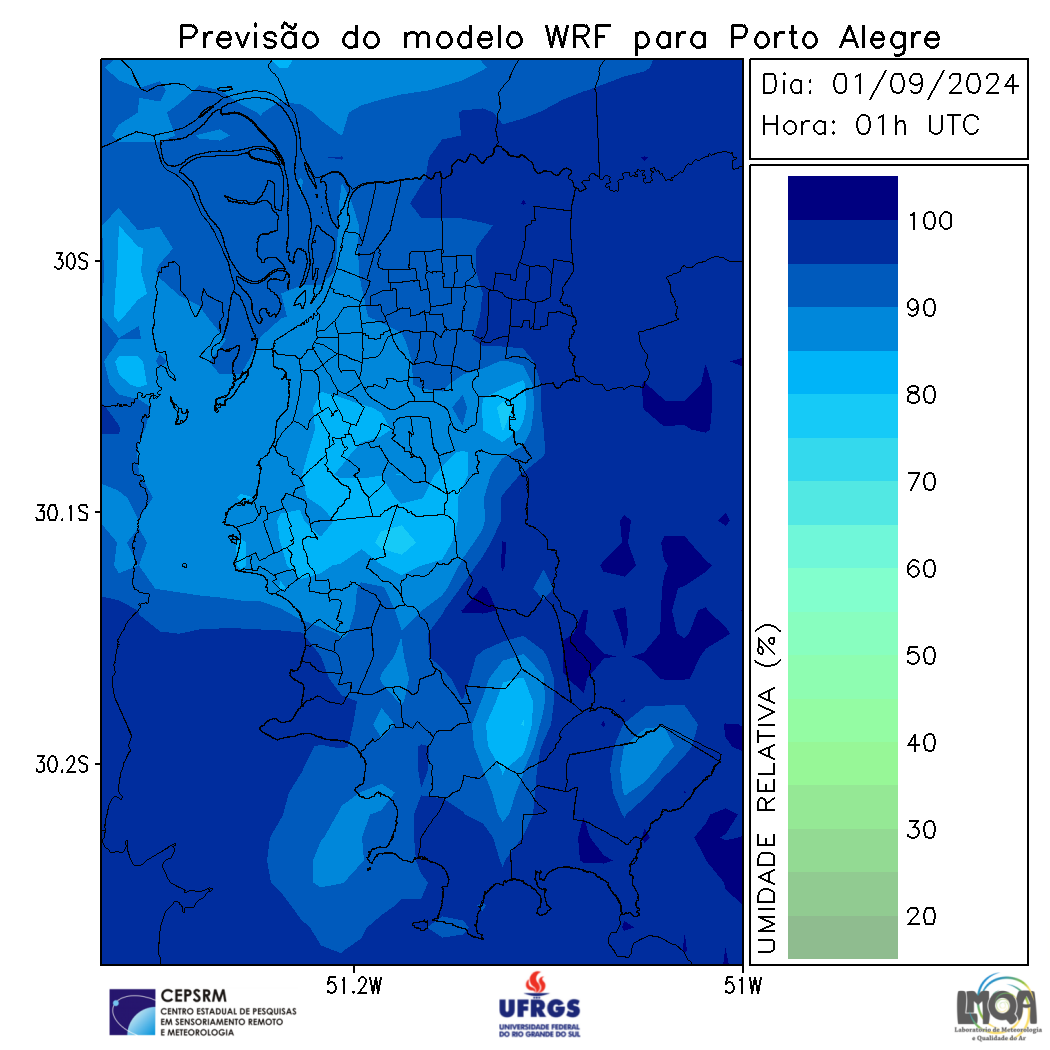 Previsão do modelo WRF para Porto Alegre
Dia: 01/09/2024
Hora: 01h UTC
30S
30.1S
30.2S
51.2W
51W
UMIDADE RELATIVA (%)
100
90
80
70
60
50
40
30
20
CEPSRM
CENTRO ESTADUAL DE PESQUISAS
EM SENSORIAMENTO REMOTO
E METEOROLOGIA
UFRGS
UNIVERSIDADE FEDERAL
DO RIO GRANDE DO SUL
LMQA
Laboratório de Meteorologia
e Qualidade do Ar